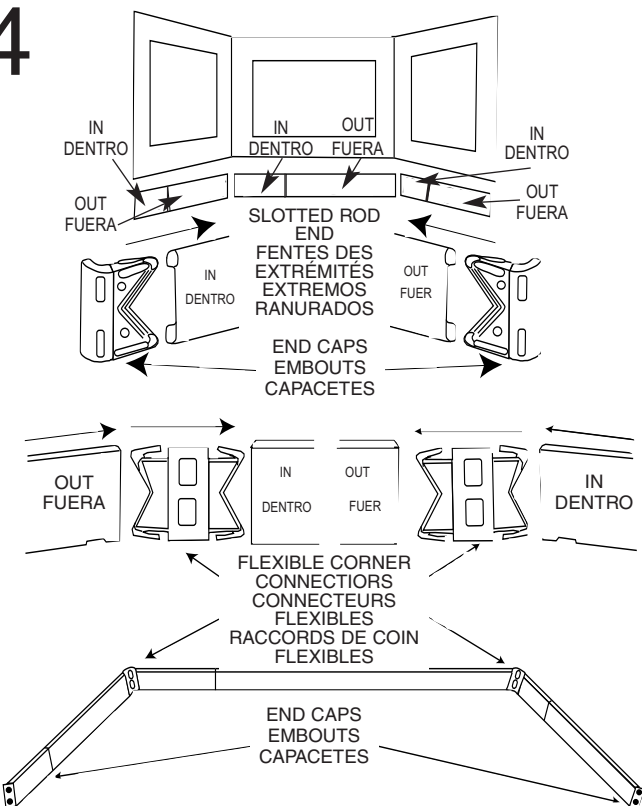 4
IN
DENTRO
OUT
FUERA
IN
DENTRO
OUT
FUERA
IN
DENTRO
OUT
FUERA
SLOTTED ROD
END
FENTES DES
EXTRÉMITÉS
EXTREMOS
RANURADOS
IN
DENTRO
OUT
FUER
END CAPS
EMBOUTS
CAPACETES
OUT
FUERA
IN
DENTRO
OUT
FUER
IN
DENTRO
FLEXIBLE CORNER
CONNECTIORS
CONNECTEURS
FLEXIBLES
RACCORDS DE COIN
FLEXIBLES
END CAPS
EMBOUTS
CAPACETES